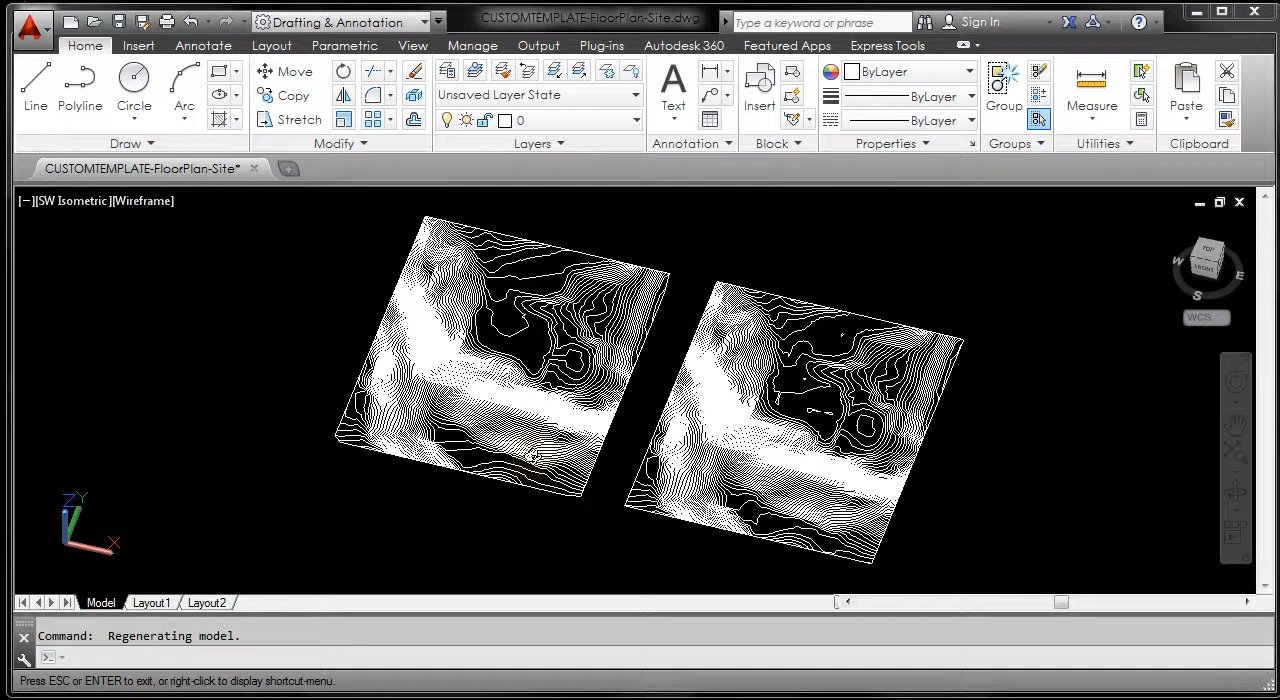 Drafting & Annotation
CUSTOMTEMPLATE-FloorPlan-Site.dwg
Type a keyword or phrase
Sign In
Home Insert Annotate Layout Parametric View Manage Output Plug-ins Autodesk 360 Featured Apps Express Tools
Line
Polyline
Circle
Arc
Draw
Move
Copy
Stretch
Modify
Unsaved Layer State
0
Layers
Text
Annotation
Insert
Block
ByLayer
ByLayer
ByLayer
Properties
Group
Groups
Measure
Utilities
Paste
Clipboard
CUSTOMTEMPLATE-FloorPlan-Site*
[−][SW Isometric][Wireframe]
TOP
FRONT
W
E
S
WCS
Z
Y
X
Model Layout1 Layout2
Command: Regenerating model.
Press ESC or ENTER to exit, or right-click to display shortcut-menu.